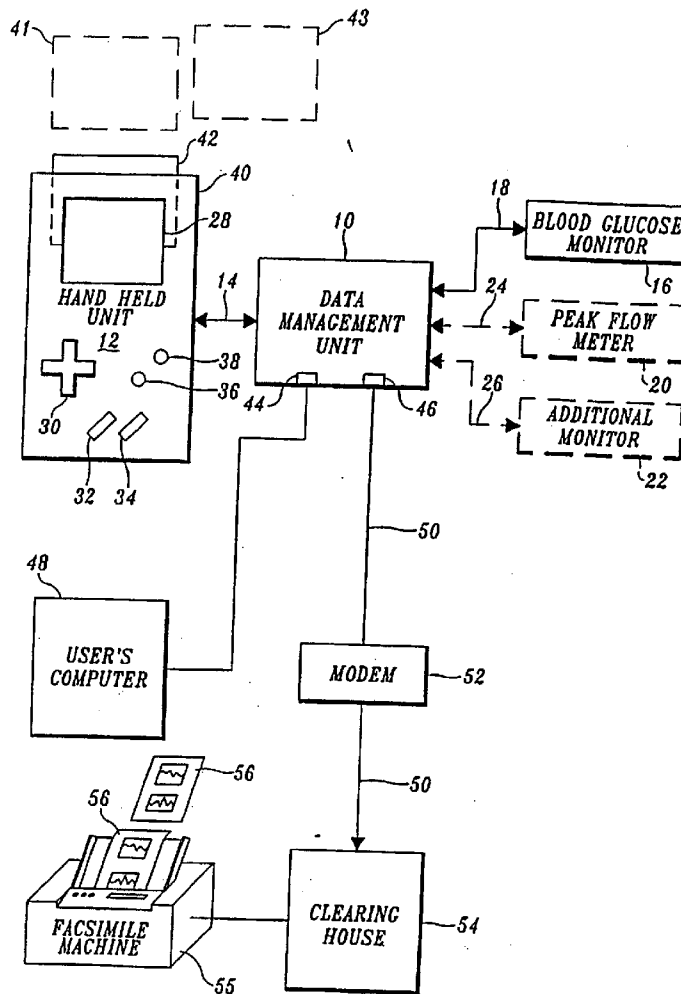 41
43
42
40
28
HAND HELD
UNIT
12
38
36
30
32
34
14
10
DATA
MANAGEMENT
UNIT
44
46
18
BLOOD GLUCOSE
MONITOR
16
24
PEAK FLOW
METER
20
26
ADDITIONAL
MONITOR
22
50
48
USER'S
COMPUTER
MODEM
52
50
56
56
FACSIMILE
MACHINE
55
CLEARING
HOUSE
54